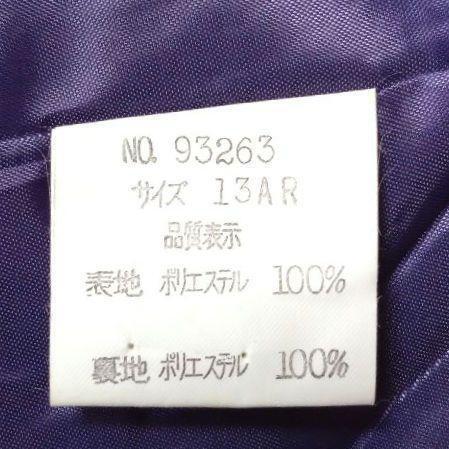 NO. 93263
サイズ 13AR
品質表示
表地 ポリエステル 100%
裏地 ポリエステル 100%